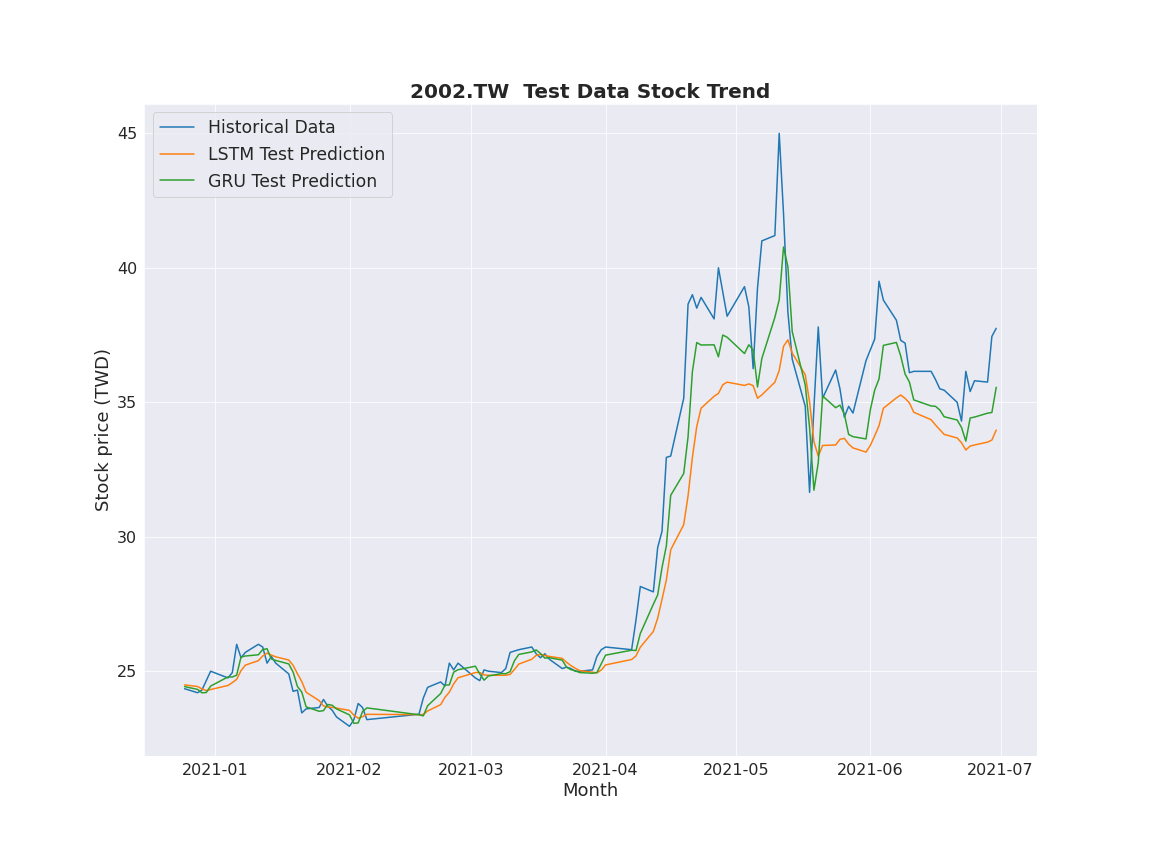 2002.TW  Test Data Stock Trend
Historical Data
LSTM Test Prediction
GRU Test Prediction
Stock price (TWD)
45
40
35
30
25
2021-01 2021-02 2021-03 2021-04 2021-05 2021-06 2021-07
Month